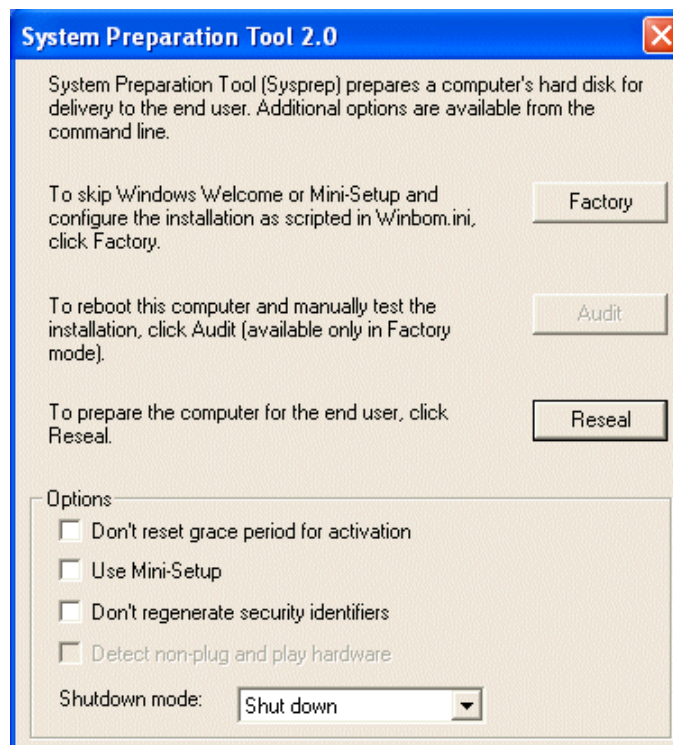 System Preparation Tool 2.0
System Preparation Tool (Sysprep) prepares a computer's hard disk for
delivery to the end user. Additional options are available from the
command line.
To skip Windows Welcome or Mini-Setup and
configure the installation as scripted in Winbom.ini,
click Factory.
Factory
To reboot this computer and manually test the
installation, click Audit (available only in Factory
mode).
Audit
To prepare the computer for the end user, click
Reseal.
Reseal
Options
Don't reset grace period for activation
Use Mini-Setup
Don't regenerate security identifiers
Detect non-plug and play hardware
Shutdown mode: Shut down